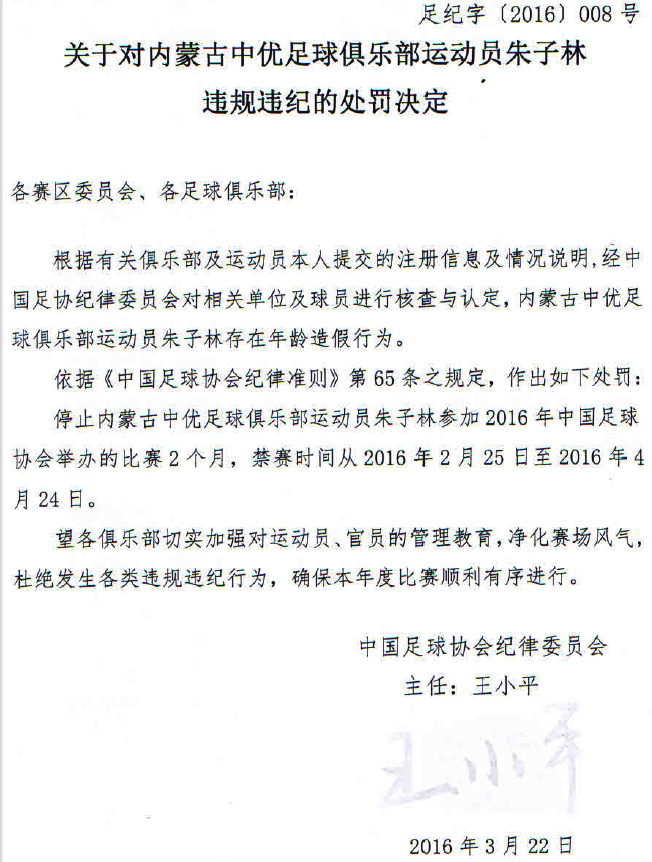 足纪字〔2016〕008 号
关于对内蒙古中优足球俱乐部运动员朱子林
违规违纪的处罚决定
各赛区委员会、各足球俱乐部：
根据有关俱乐部及运动员本人提交的注册信息及情况说明,经中
国足协纪律委员会对相关单位及球员进行核查与认定，内蒙古中优足
球俱乐部运动员朱子林存在年龄造假行为。
依据《中国足球协会纪律准则》第 65 条之规定，作出如下处罚：
停止内蒙古中优足球俱乐部运动员朱子林参加 2016 年中国足球
协会举办的比赛 2 个月，禁赛时间从 2016 年 2 月 25 日至 2016 年 4
月 24 日。
望各俱乐部切实加强对运动员、官员的管理教育，净化赛场风气，
杜绝发生各类违规违纪行为，确保本年度比赛顺利有序进行。
中国足球协会纪律委员会
主任：王小平
王小平
2016 年 3 月 22 日